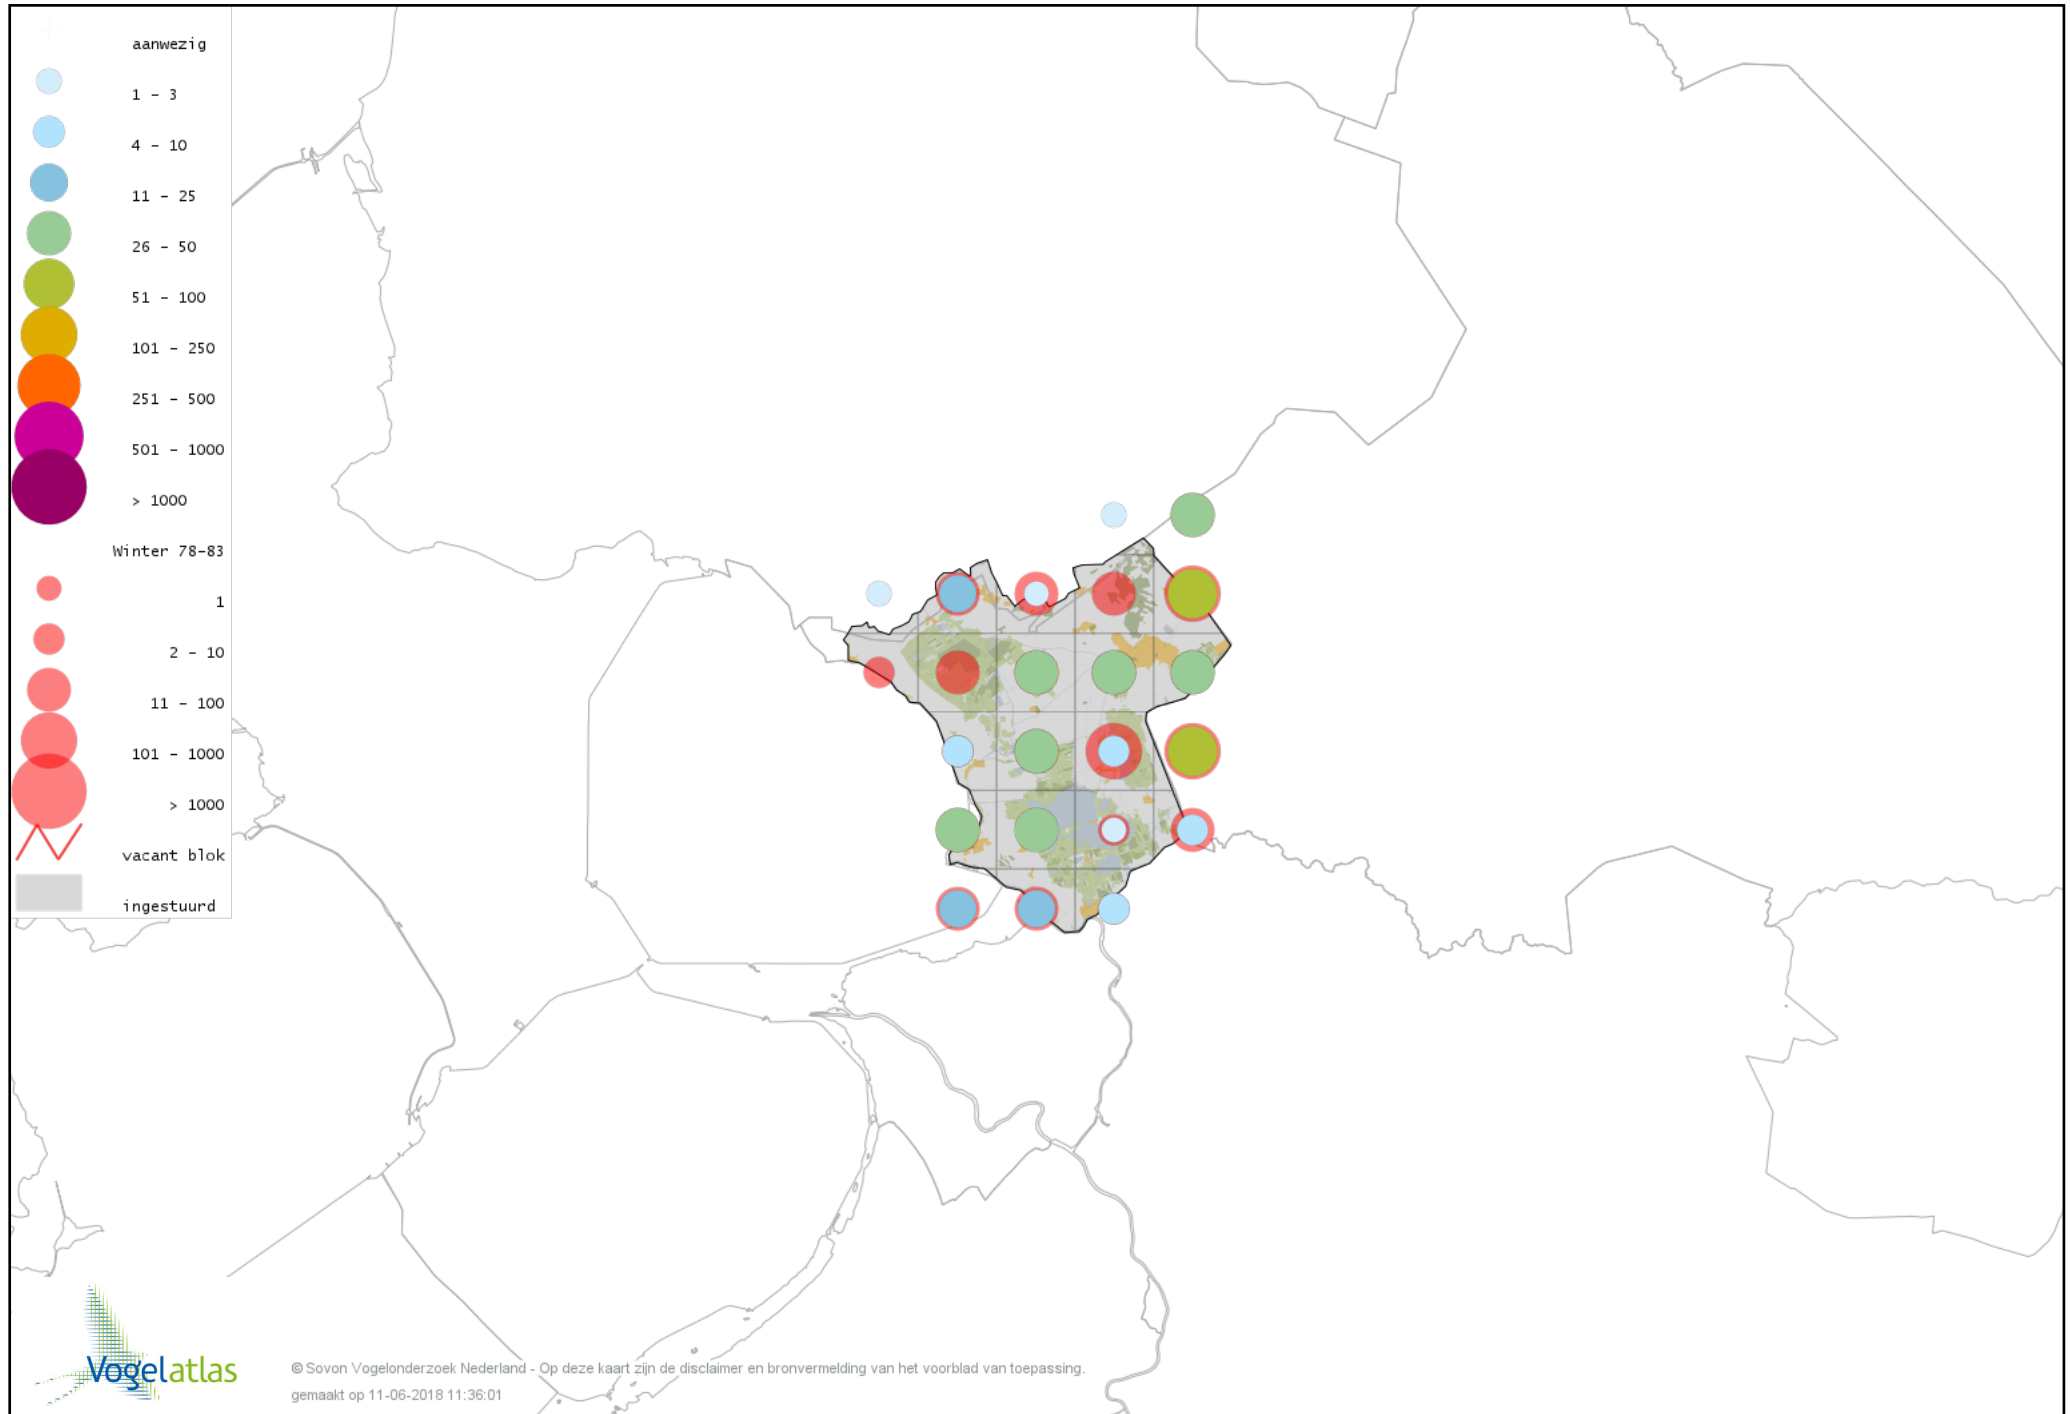 aanwezig
1 - 3
4 - 10
11 - 25
26 - 50
51 - 100
101 - 250
251 - 500
501 - 1000
> 1000
Winter 78-83
1
2 - 10
11 - 100
101 - 1000
> 1000
vacant blok
ingestuurd
Vogelatlas
© Sovon Vogelonderzoek Nederland - Op deze kaart zijn de disclaimer en bronvermelding van het voorblad van toepassing.
gemaakt op 11-06-2018 11:36:01